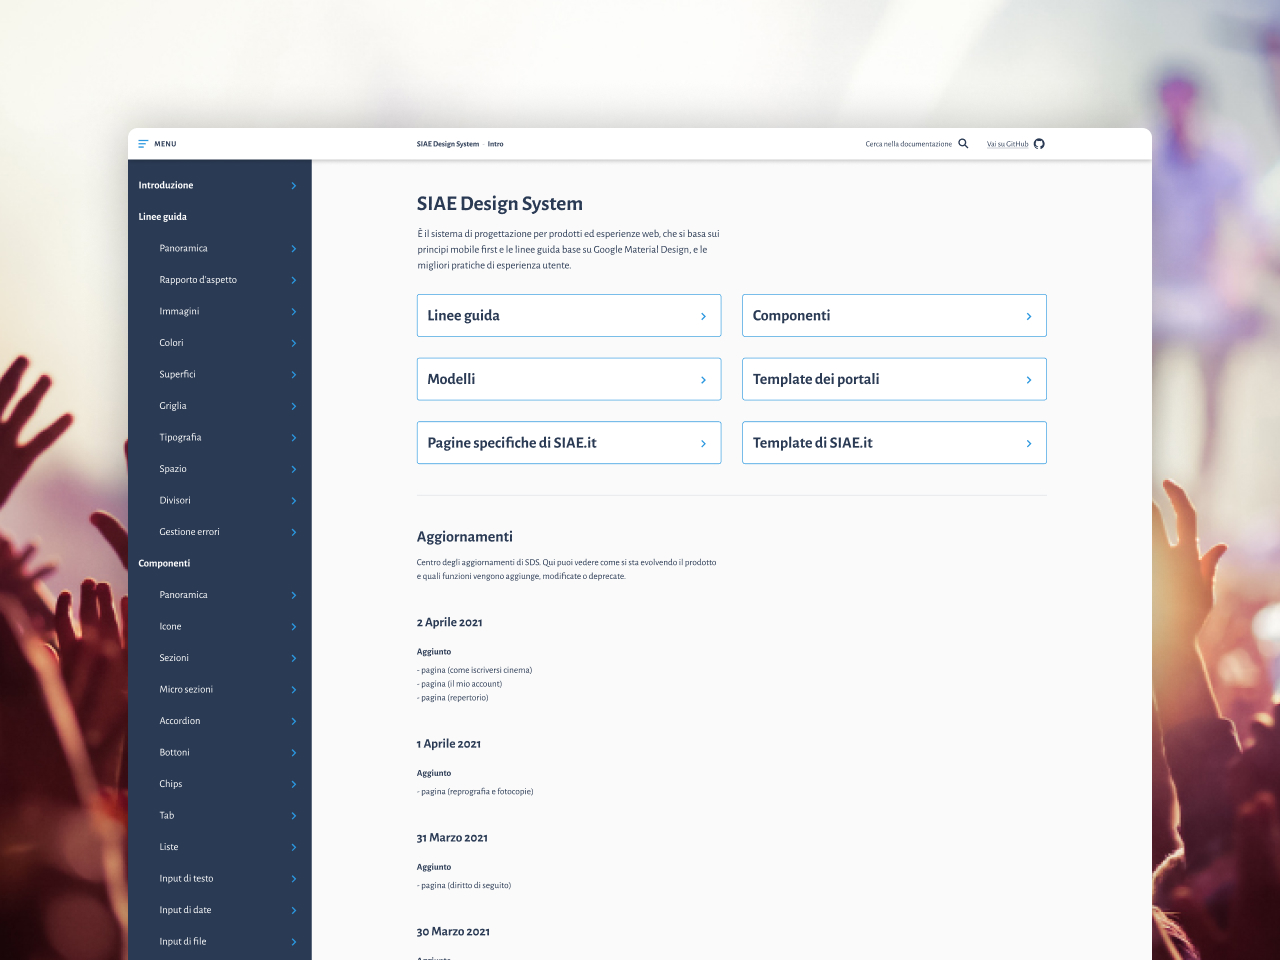 MENU
SIAE Design System - Intro
Cerca nella documentazione
Vai su GitHub
Introduzione
Linee guida
Panoramica
Rapporto d'aspetto
Immagini
Colori
Superfici
Griglia
Tipografia
Spazio
Divisori
Gestione errori
Componenti
Panoramica
Icone
Sezioni
Micro sezioni
Accordion
Bottoni
Chips
Tab
Liste
Input di testo
Input di date
Input di file
SIAE Design System
È il sistema di progettazione per prodotti ed esperienze web, che si basa sui
principi mobile first e le linee guida base su Google Material Design, e le
migliori pratiche di esperienza utente.
Linee guida
Componenti
Modelli
Template dei portali
Pagine specifiche di SIAE.it
Template di SIAE.it
Aggiornamenti
Centro degli aggiornamenti di SDS. Qui puoi vedere come si sta evolvendo il prodotto
e quali funzioni vengono aggiunge, modificate o deprecate.
2 Aprile 2021
Aggiunto
- pagina (come iscriversi cinema)
- pagina (il mio account)
- pagina (repertorio)
1 Aprile 2021
Aggiunto
- pagina (reprografia e fotocopie)
31 Marzo 2021
Aggiunto
- pagina (diritto di seguito)
30 Marzo 2021
Aggiunto